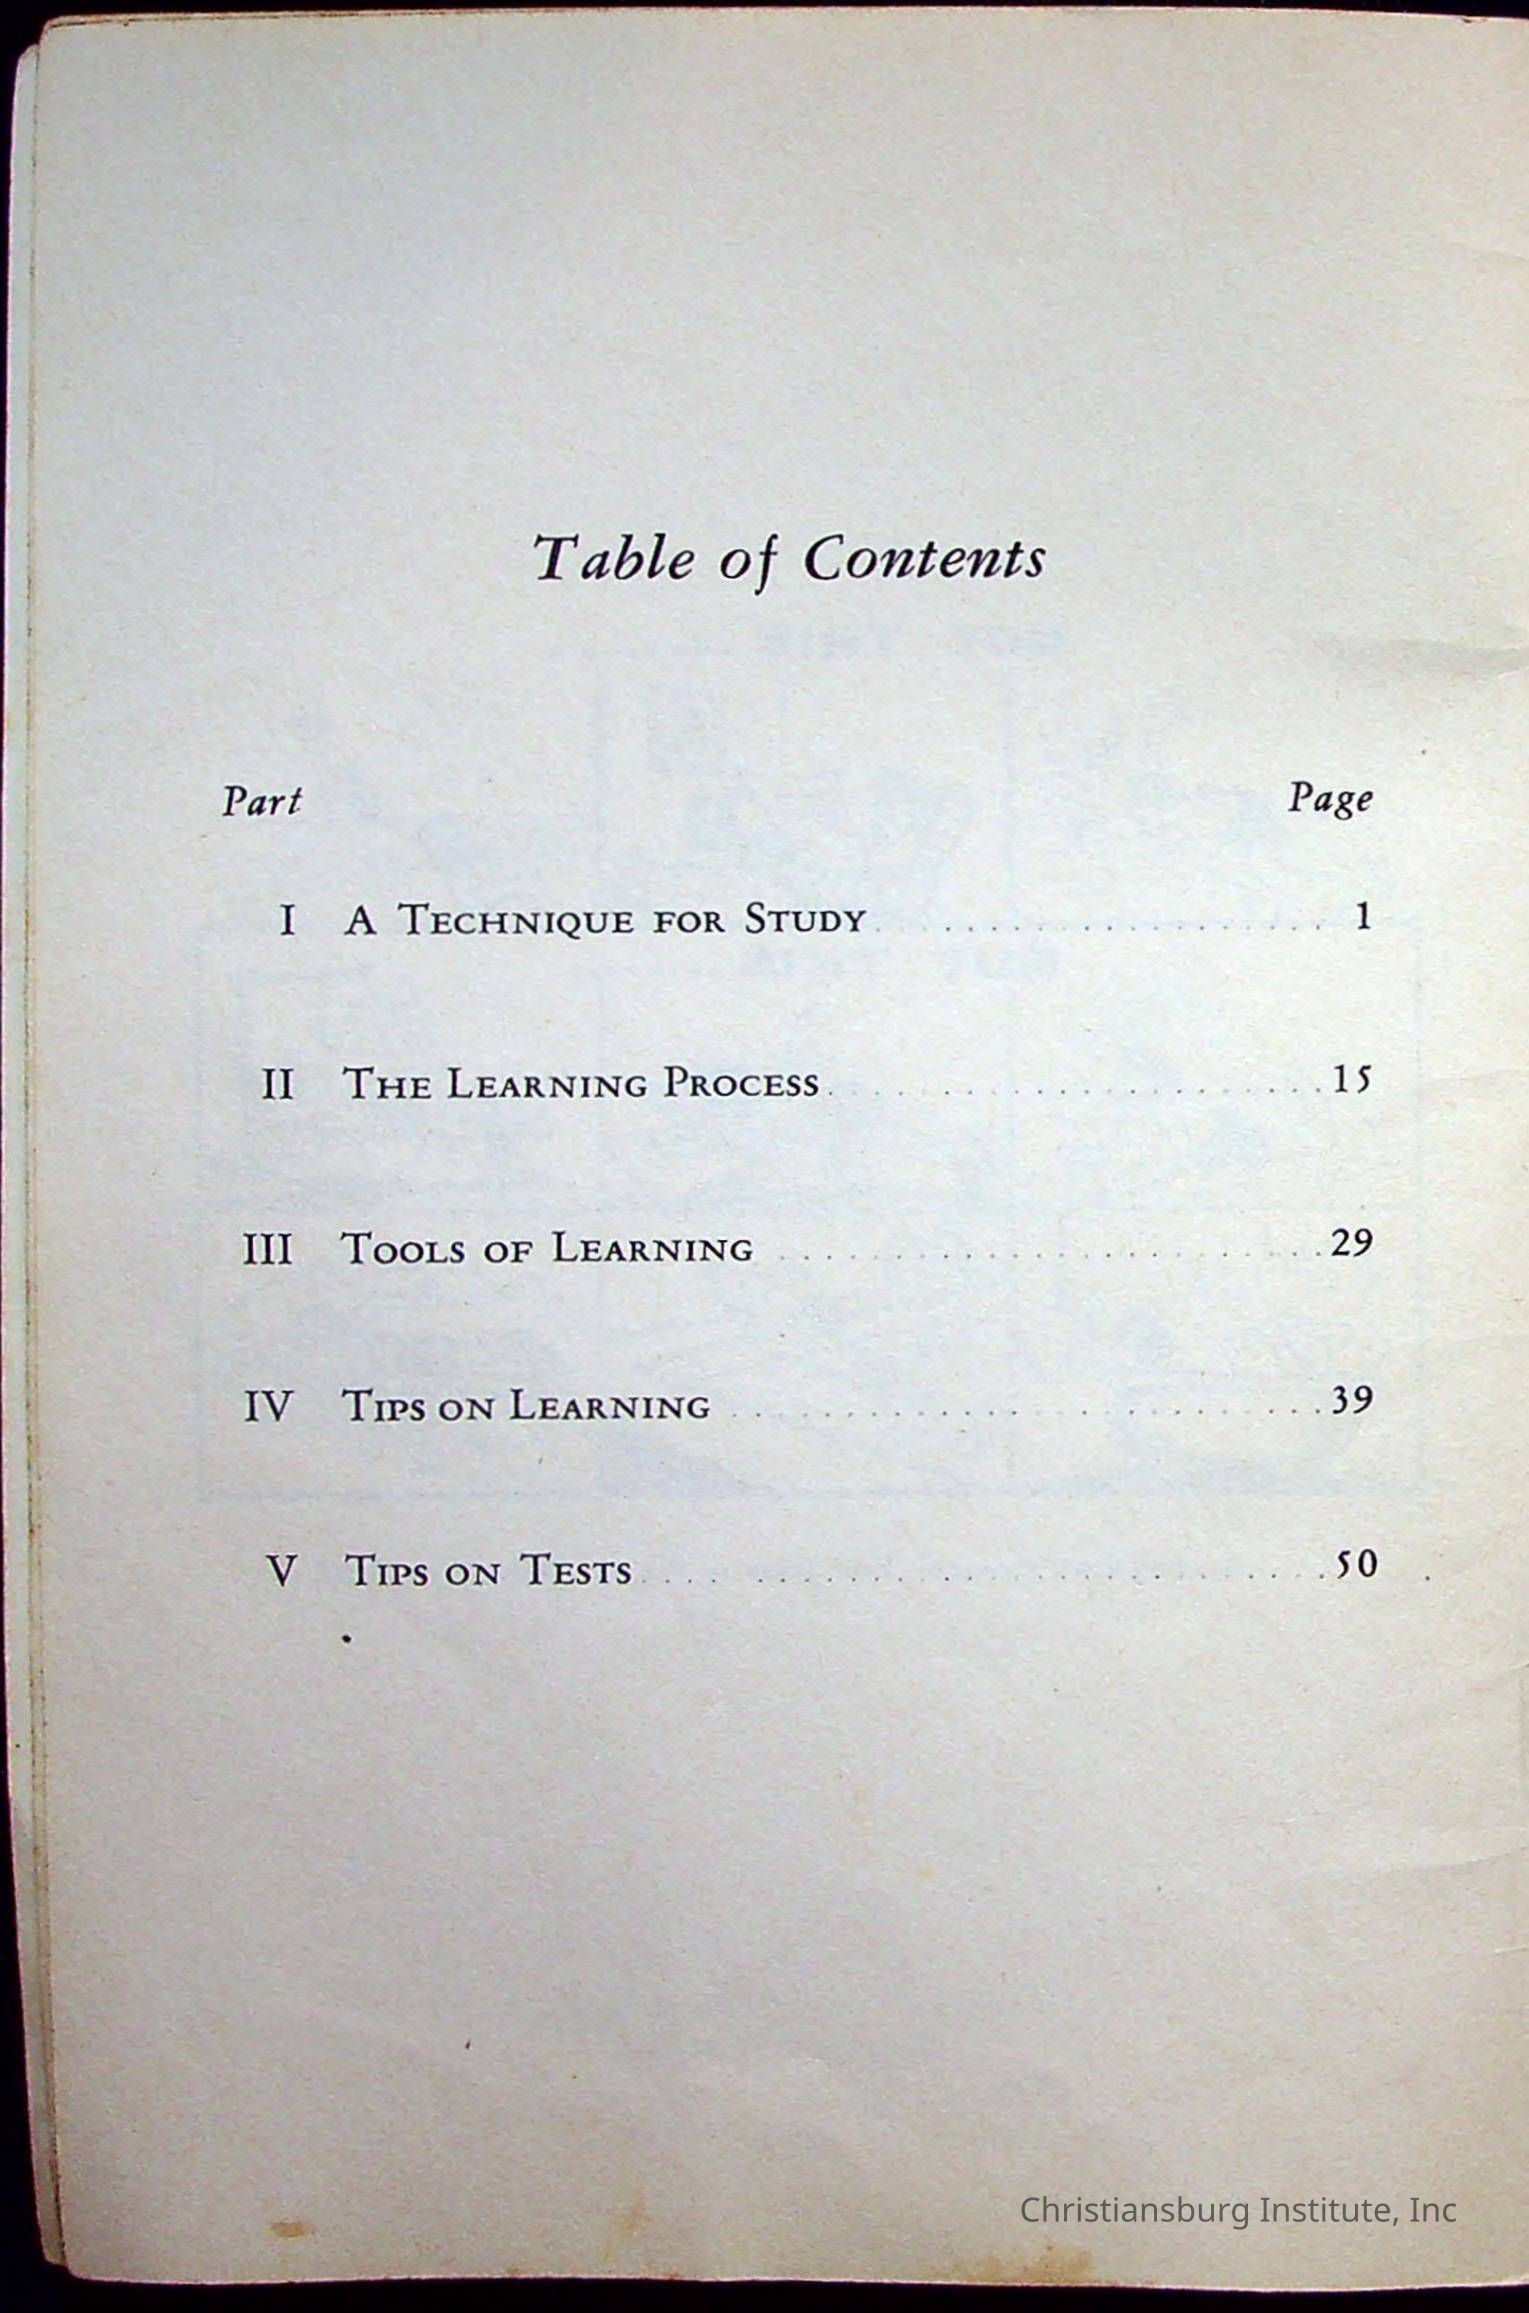 Table of Contents
Part Page
I A Technique for Study . . . . . . . . . . . . . . . . . . 1
II The Learning Process . . . . . . . . . . . . . . . . . . 15
III Tools of Learning . . . . . . . . . . . . . . . . . . 29
IV Tips on Learning . . . . . . . . . . . . . . . . . . 39
V Tips on Tests . . . . . . . . . . . . . . . . . . 50
Christiansburg Institute, Inc